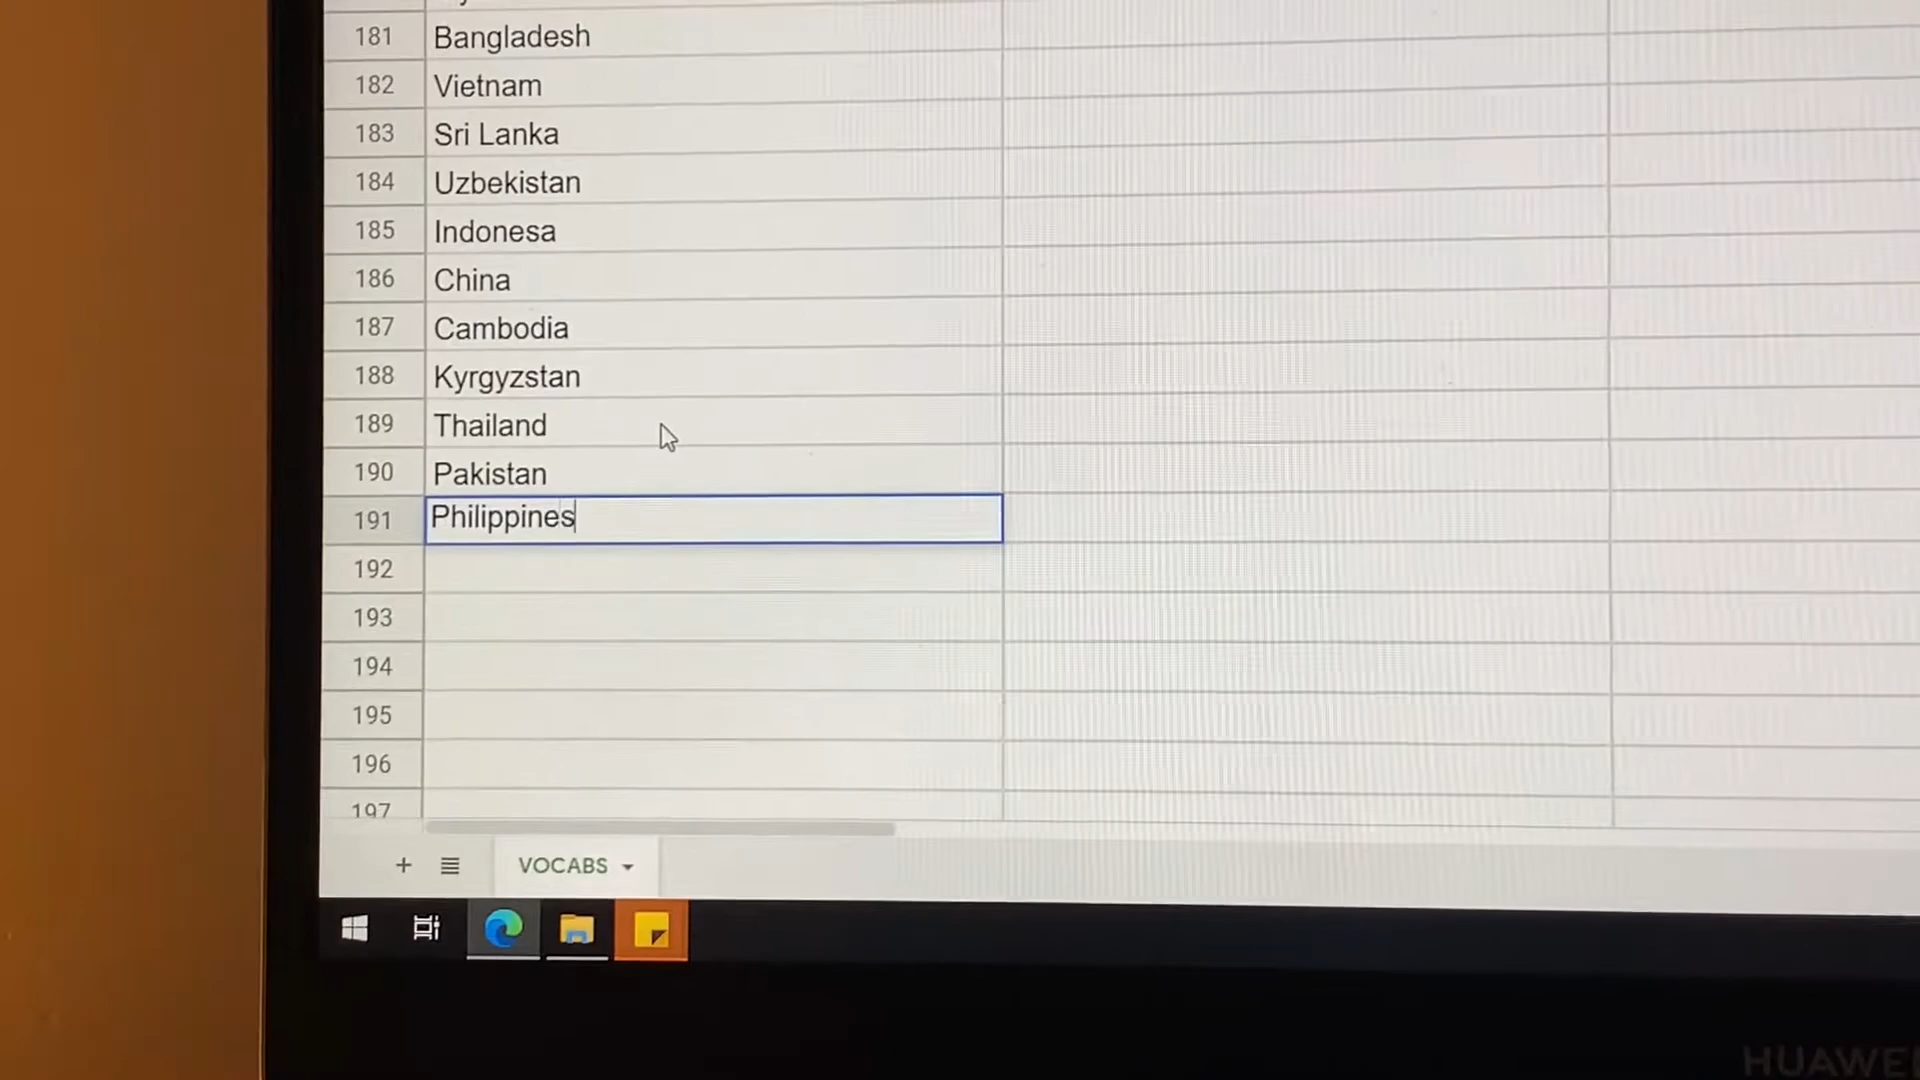 181 Bangladesh
182 Vietnam
183 Sri Lanka
184 Uzbekistan
185 Indonesa
186 China
187 Cambodia
188 Kyrgyzstan
189 Thailand
190 Pakistan
191 Philippines
192
193
194
195
196
197
VOCABS
HUAWEI